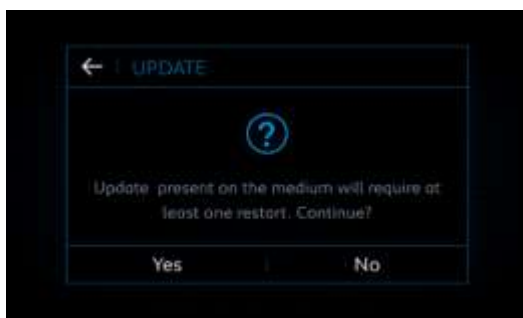 UPDATE
Update present on the medium will require at
least one restart. Continue?
Yes
No